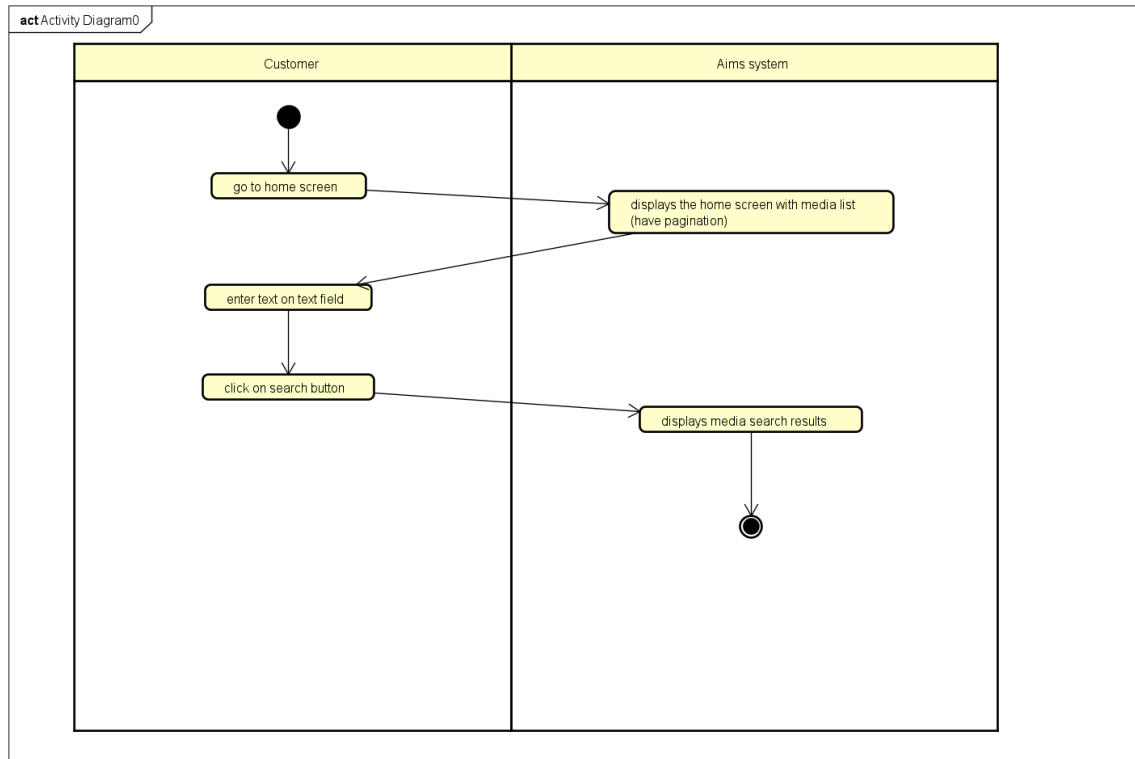 act Activity Diagram0
Customer
Aims system
go to home screen
displays the home screen with media list
(have pagination)
enter text on text field
click on search button
displays media search results